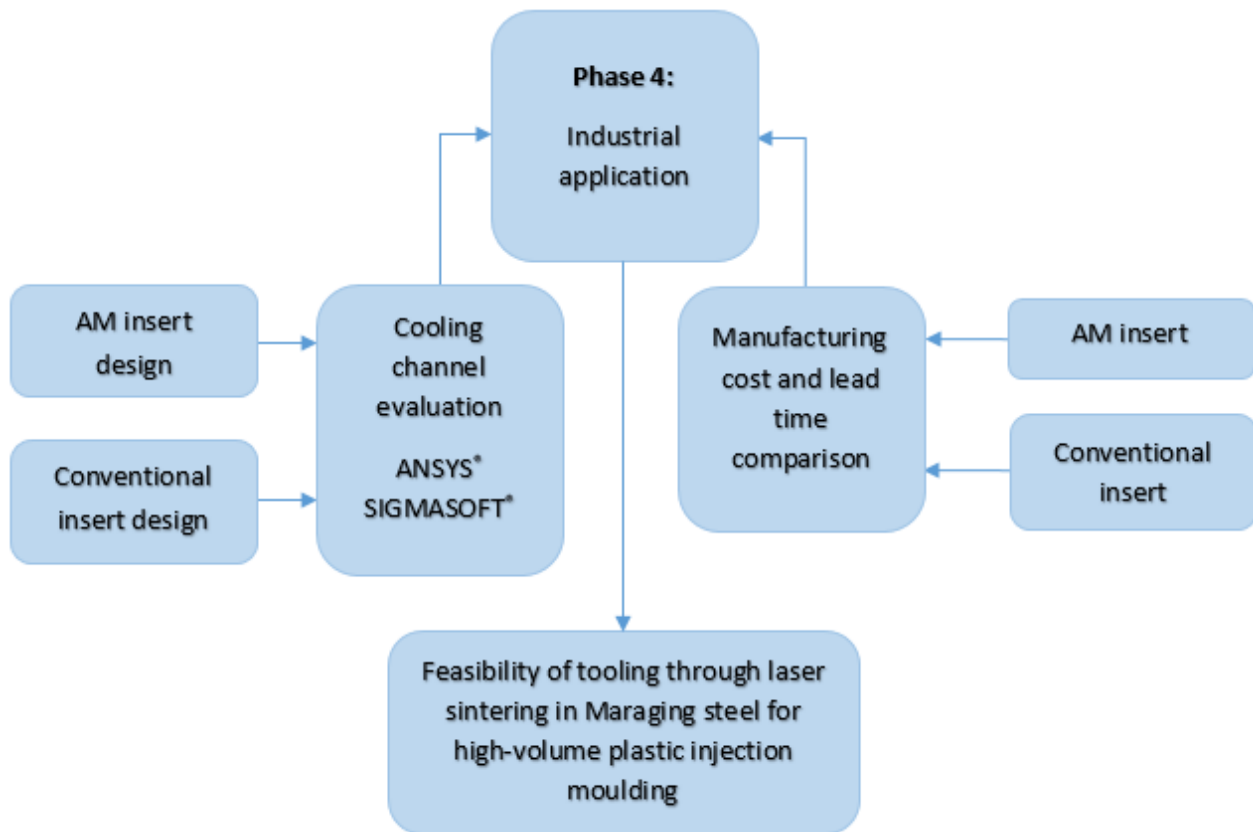 Phase 4:
Industrial
application
AM insert
design
Conventional
insert design
Cooling
channel
evaluation
ANSYS®
SIGMASOFT®
Manufacturing
cost and lead
time
comparison
AM insert
Conventional
insert
Feasibility of tooling through laser
sintering in Maraging steel for
high-volume plastic injection
moulding